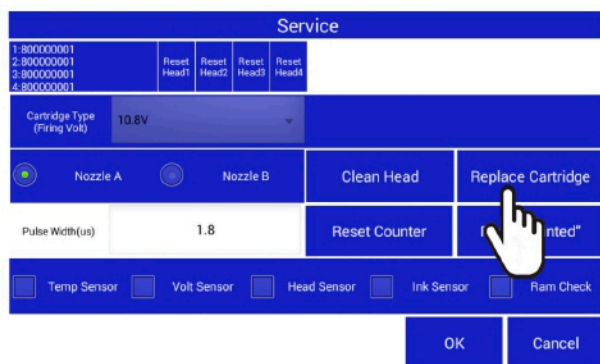 Service
1:800000001
2:800000001
3:800000001
4:800000001
Reset Head1
Reset Head2
Reset Head3
Reset Head4
Cartridge Type
(Firing Volt)
10.8V
Nozzle A
Nozzle B
Clean Head
Replace Cartridge
Pulse Width(us)
1.8
Reset Counter
Temp Sensor
Volt Sensor
Head Sensor
Ink Sensor
Ram Check
OK
Cancel